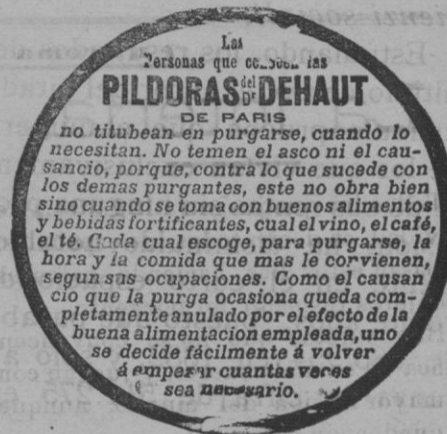 Las
Personas que conocen las
PILDORAS del Dr DEHAUT
DE PARIS
no titubean en purgarse, cuando lo
necesitan. No temen el asco ni el cau-
sancio, porque, contra lo que sucede con
los demas purgantes, este no obra bien
sino cuando se toma con buenos alimentos
y bebidas fortificantes, cual el vino, el café,
el té. Cada cual escoge, para purgarse, la
hora y la comida que mas le corvienen,
segun sus ocupaciones. Como el causan
cio que la purga ocasiona queda com-
pletamente anulado por el efecto de la
buena alimentacion empleada, uno
se decide fácilmente á volver
á empezar cuantas veces
sea necesario.